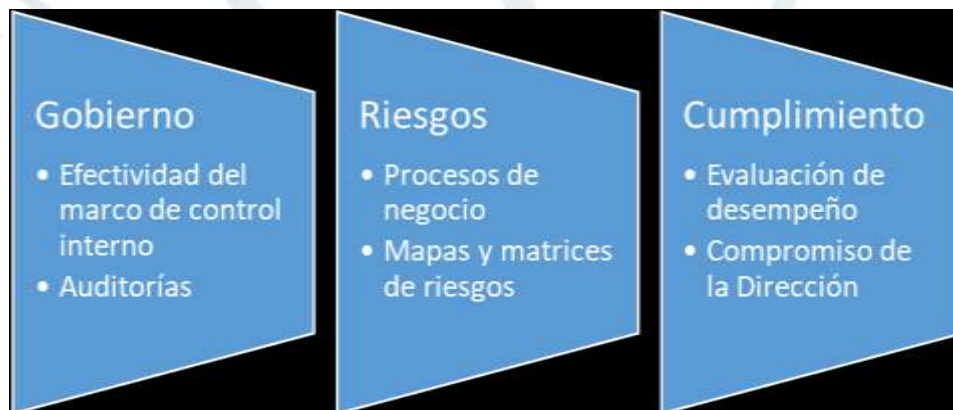 Gobierno
• Efectividad del
marco de control
interno
• Auditorías
Riesgos
• Procesos de
negocio
• Mapas y matrices
de riesgos
Cumplimiento
• Evaluación de
desempeño
• Compromiso de
la Dirección